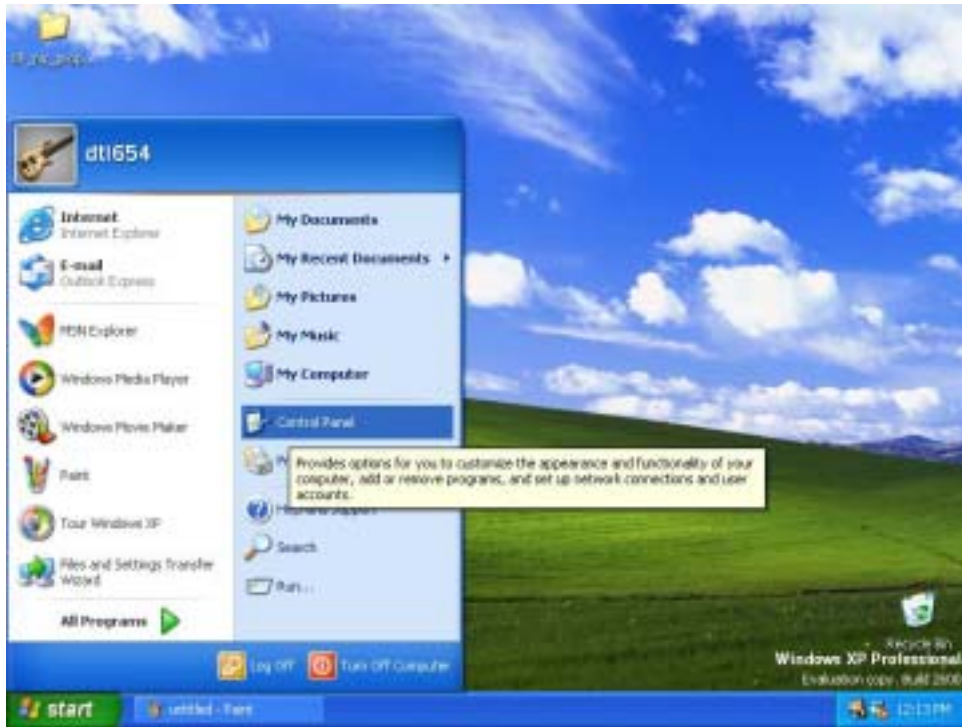 dtl654
Internet
Internet Explorer
E-mail
Outlook Express
MSN Explorer
Windows Media Player
Windows Movie Maker
Paint
Tour Windows XP
Files and Settings Transfer
Wizard
All Programs
My Documents
My Recent Documents
My Pictures
My Music
My Computer
Control Panel
Provides options for you to customize the appearance and functionality of your
computer, add or remove programs, and set up network connections and user
accounts.
Search
Run...
Log Off
Turn Off Computer
Recycle Bin
Windows XP Professional
Evaluation copy. Build 2600
start
untitled - Paint
12:13 PM